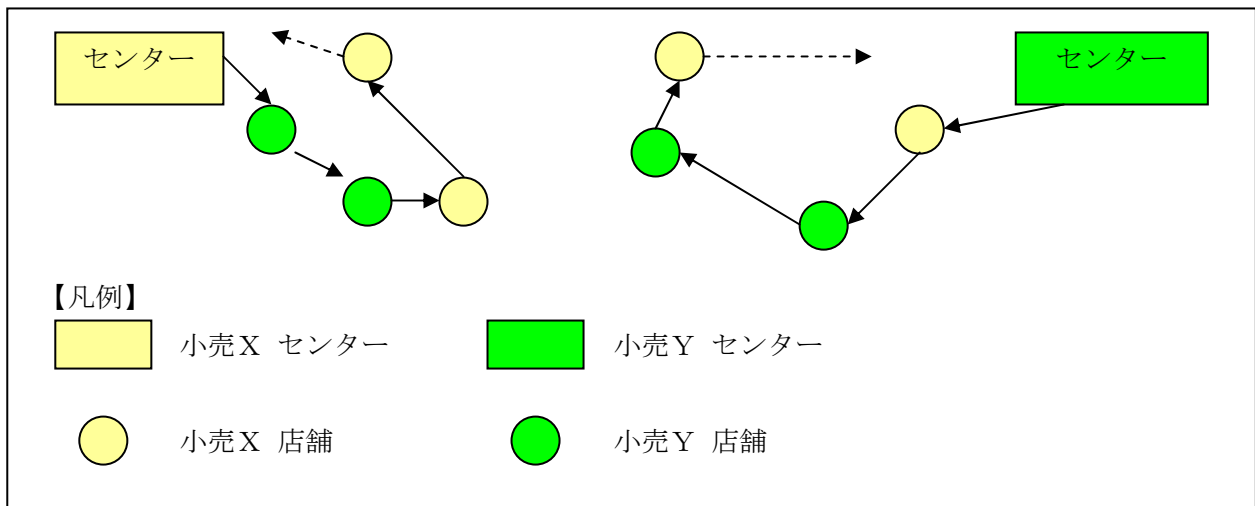 センター
センター
【凡例】
小売X センター
小売Y センター
小売X 店舗
小売Y 店舗